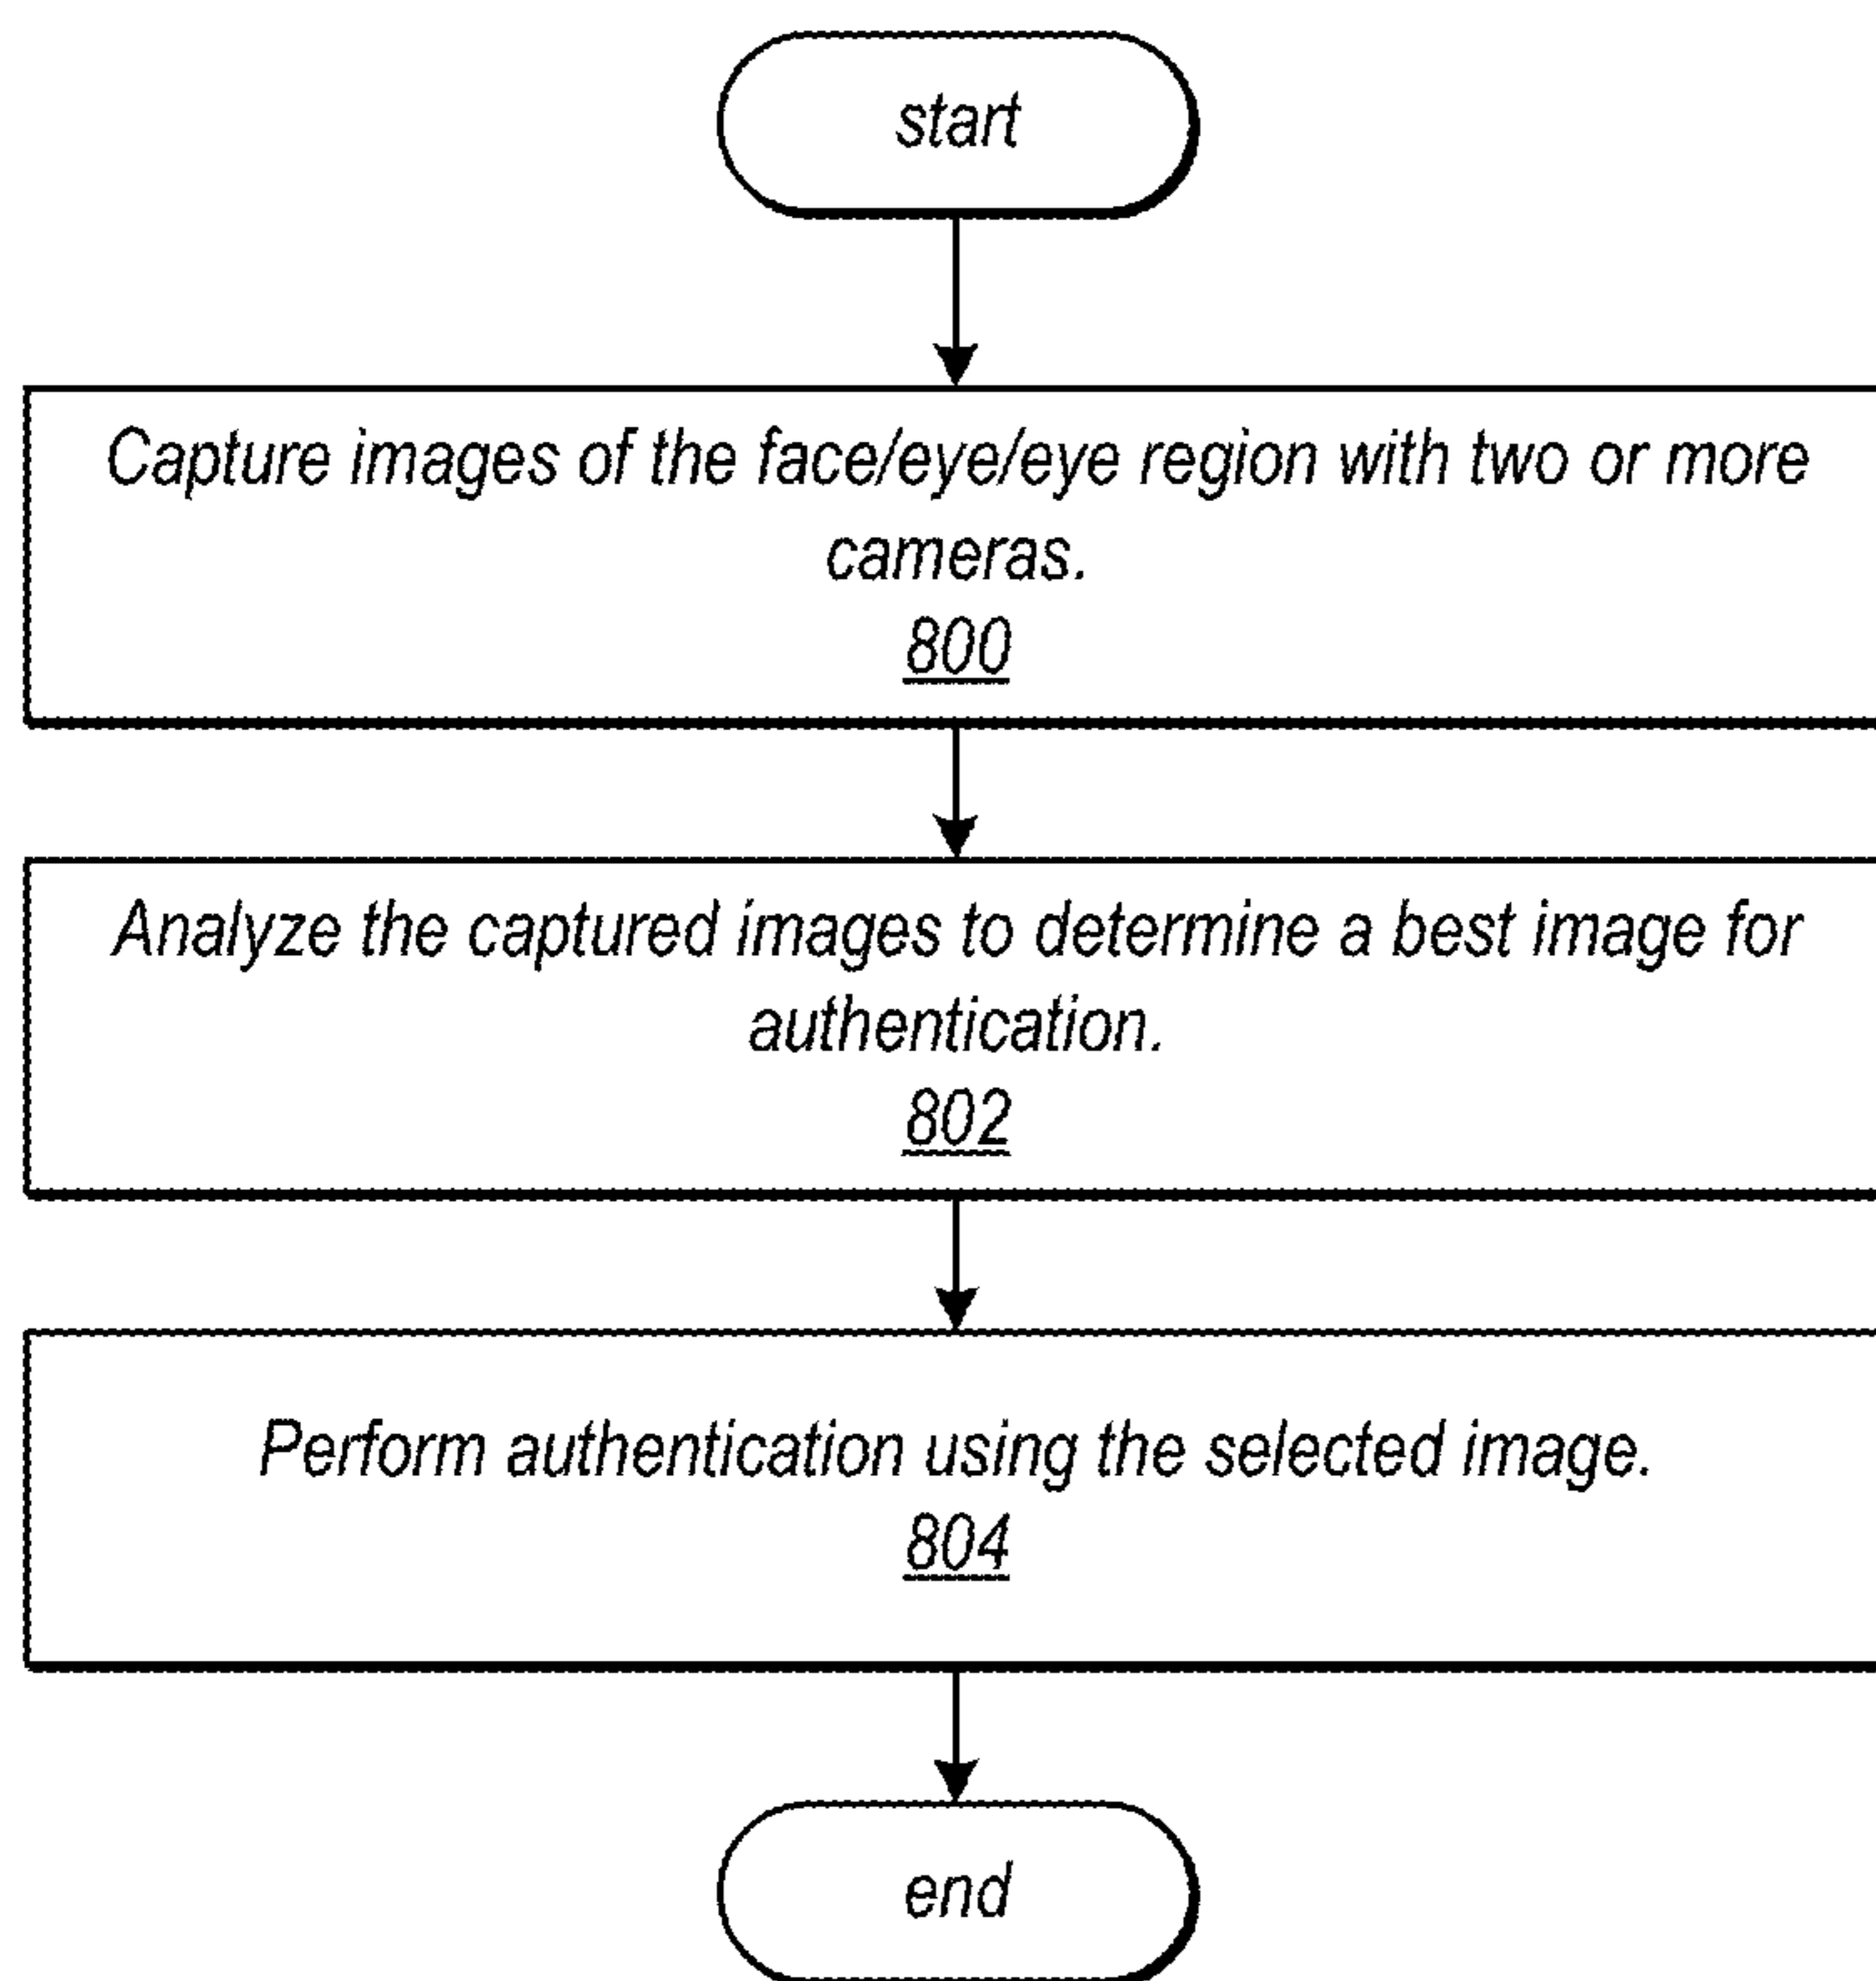 start
Capture images of the face/eye/eye region with two or more
cameras.
800
Analyze the captured images to determine a best image for
authentication.
802
Perform authentication using the selected image.
804
end